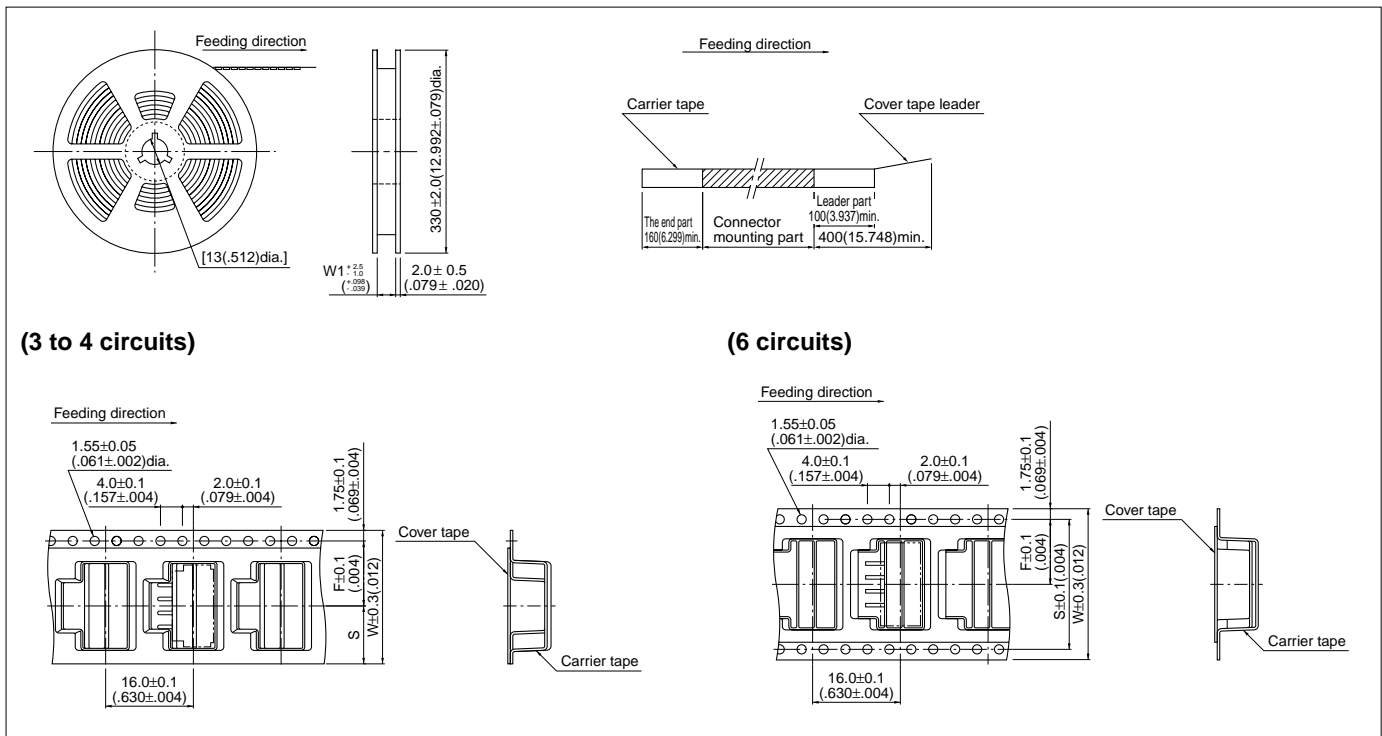 Feeding direction
330±2.0(12.992±.079)dia.
[13(.512)dia.]
W1 +2.5 -1.0
(+.098 -.039)
2.0± 0.5
(.079± .020)
Feeding direction
Carrier tape
Cover tape leader
The end part
160(6.299)min.
Connector
mounting part
Leader part
100(3.937)min.
400(15.748)min.
(3 to 4 circuits)
Feeding direction
1.55±0.05
(.061±.002)dia.
4.0±0.1
(.157±.004)
2.0±0.1
(.079±.004)
1.75±0.1
(.069±.004)
F±0.1
(.004)
S
W±0.3(.012)
16.0±0.1
(.630±.004)
Cover tape
Carrier tape
(6 circuits)
Feeding direction
1.55±0.05
(.061±.002)dia.
4.0±0.1
(.157±.004)
2.0±0.1
(.079±.004)
1.75±0.1
(.069±.004)
F±0.1
(.004)
S±0.1(.004)
W±0.3(.012)
16.0±0.1
(.630±.004)
Cover tape
Carrier tape